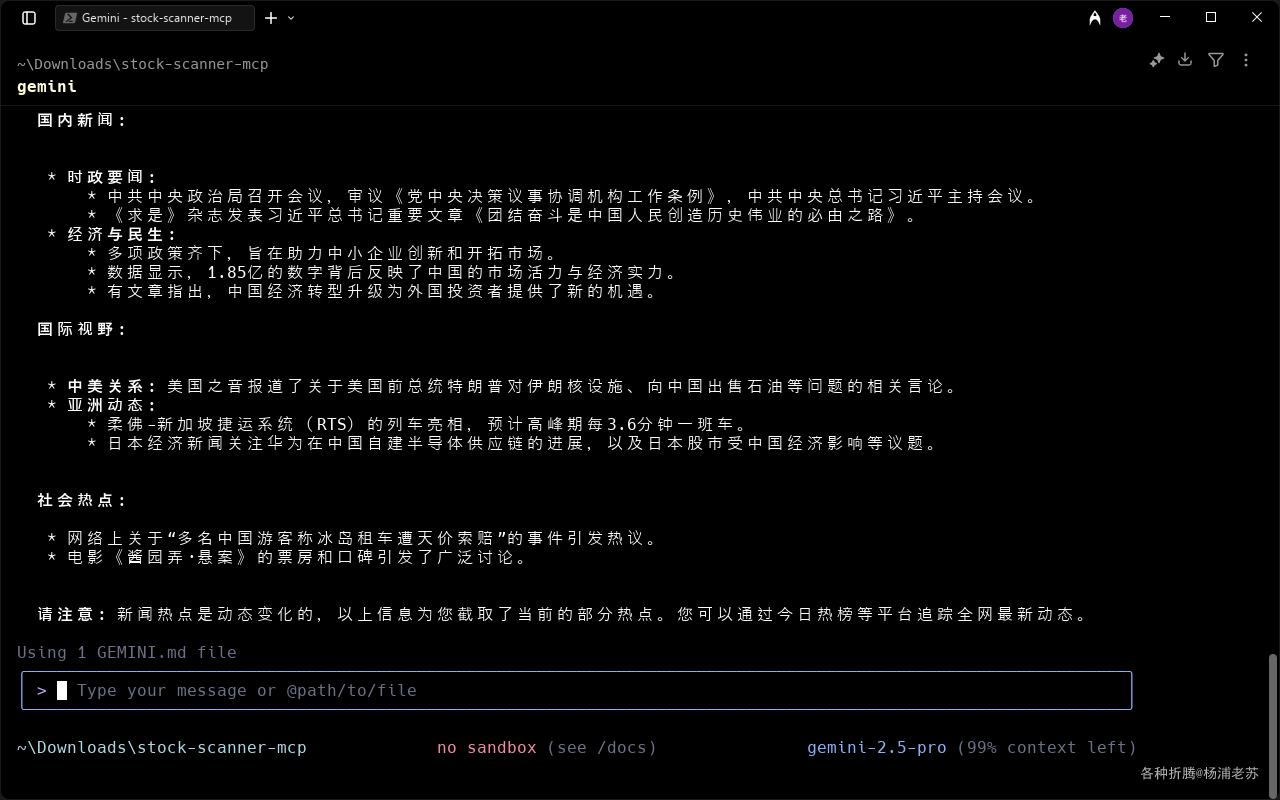 Gemini - stock-scanner-mcp
老
~\Downloads\stock-scanner-mcp
gemini
国内新闻:
* 时政要闻:
* 中共中央政治局召开会议，审议《党中央决策议事协调机构工作条例》，中共中央总书记习近平主持会议。
* 《求是》杂志发表习近平总书记重要文章《团结奋斗是中国人民创造历史伟业的必由之路》。
* 经济与民生:
* 多项政策齐下，旨在助力中小企业创新和开拓市场。
* 数据显示，1.85亿的数字背后反映了中国的市场活力与经济实力。
* 有文章指出，中国经济转型升级为外国投资者提供了新的机遇。
国际视野:
* 中美关系: 美国之音报道了关于美国前总统特朗普对伊朗核设施、向中国出售石油等问题的相关言论。
* 亚洲动态:
* 柔佛-新加坡捷运系统（RTS）的列车亮相，预计高峰期每3.6分钟一班车。
* 日本经济新闻关注华为在中国自建半导体供应链的进展，以及日本股市受中国经济影响等议题。
社会热点:
* 网络上关于“多名中国游客称冰岛租车遭天价索赔”的事件引发热议。
* 电影《酱园弄·悬案》的票房和口碑引发了广泛讨论。
请注意: 新闻热点是动态变化的，以上信息为您截取了当前的部分热点。您可以通过今日热榜等平台追踪全网最新动态。
Using 1 GEMINI.md file
> Type your message or @path/to/file
~\Downloads\stock-scanner-mcp no sandbox (see /docs) gemini-2.5-pro (99% context left)
各种折腾@杨浦老苏